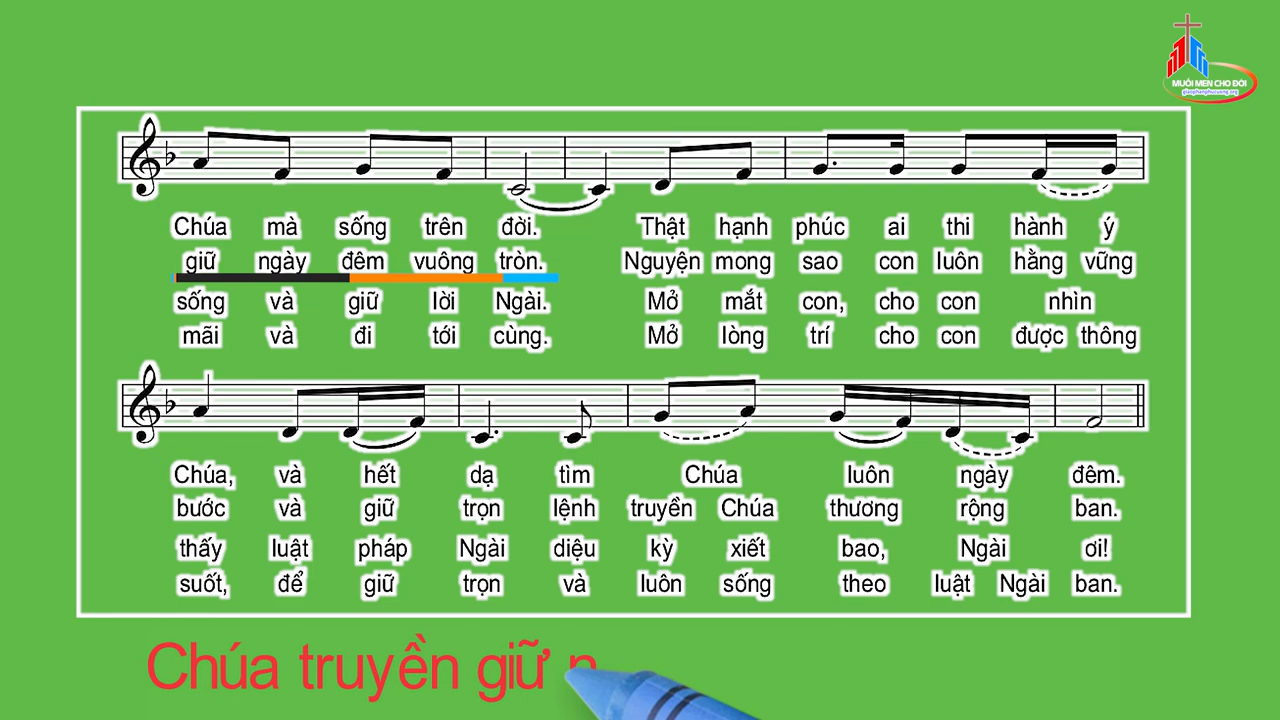 MUỐI MEN CHO ĐỜI
giaophanphucuong.org
Chúa mà sống trên đời. Thật hạnh phúc ai thi hành ý
giữ ngày đêm vuông tròn. Nguyện mong sao con luôn hằng vững
sống và giữ lời Ngài. Mở mắt con, cho con nhìn
mãi và đi tới cùng. Mở lòng trí cho con được thông
Chúa, và hết dạ tìm Chúa luôn ngày đêm.
bước và giữ trọn lệnh truyền Chúa thương rộng ban.
thấy luật pháp Ngài diệu kỳ xiết bao, Ngài ơi!
suốt, để giữ trọn và luôn sống theo luật Ngài ban.
Chúa truyền giữ n